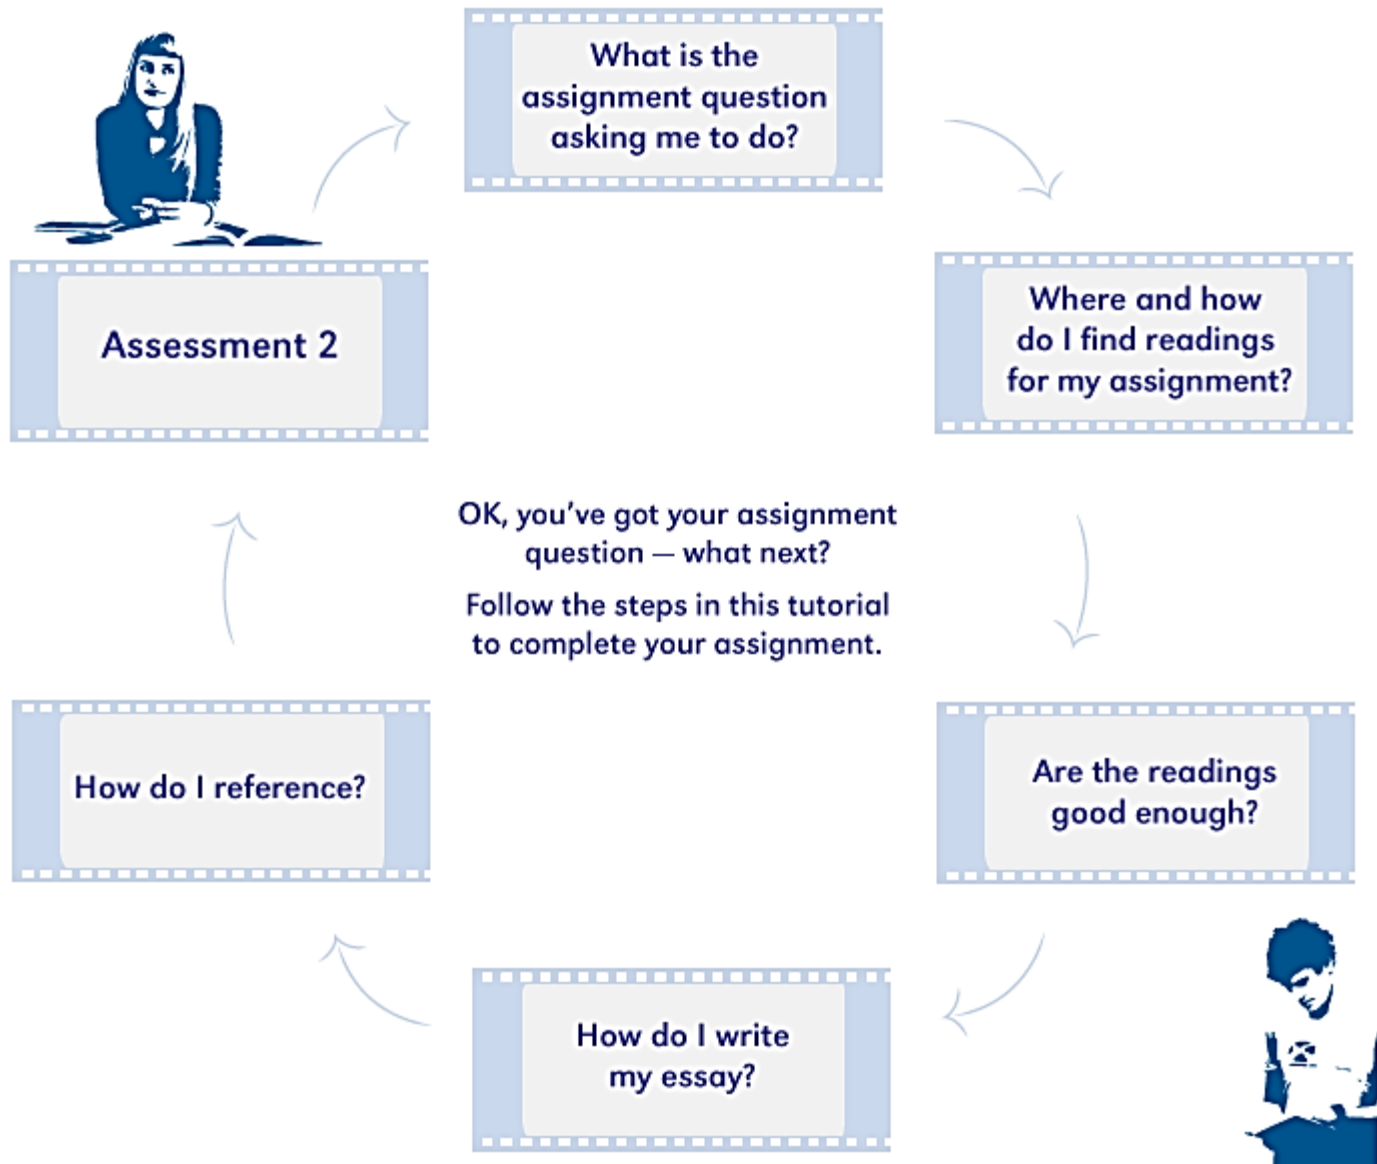 What is the
assignment question
asking me to do?
Where and how
do I find readings
for my assignment?
Assessment 2
OK, you've got your assignment
question — what next?
Follow the steps in this tutorial
to complete your assignment.
Are the readings
good enough?
How do I reference?
How do I write
my essay?